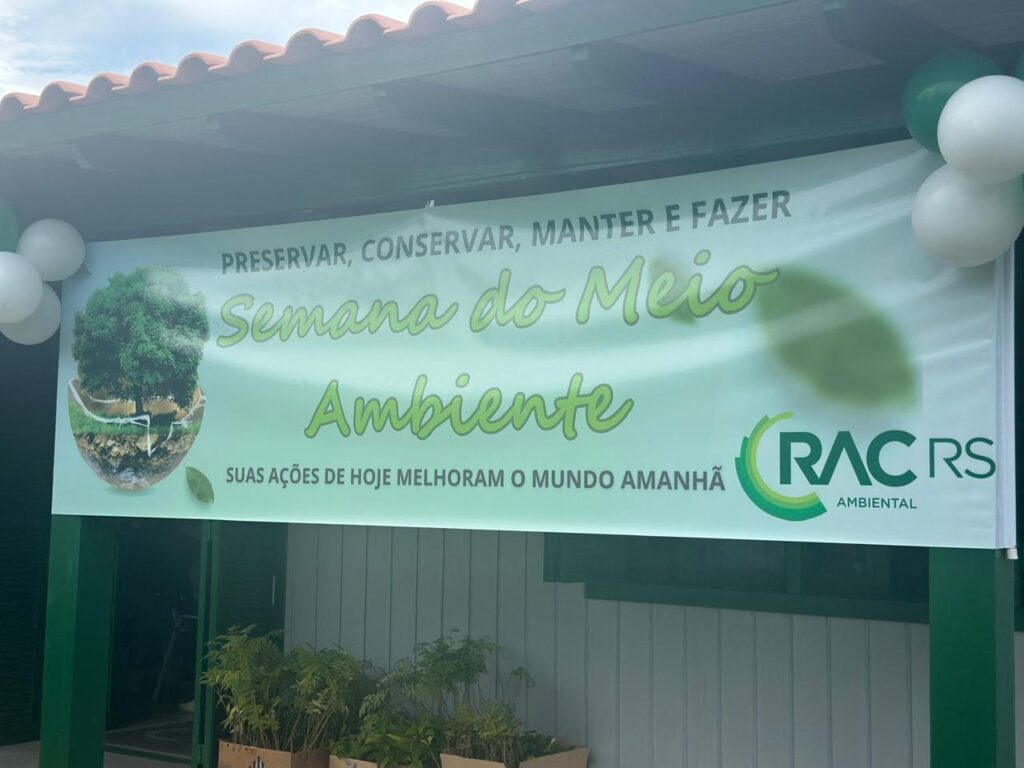 PRESERVAR, CONSERVAR, MANTER E FAZER
Semana do Meio
Ambiente
SUAS AÇÕES DE HOJE MELHORAM O MUNDO AMANHÃ
RAC RS
AMBIENTAL